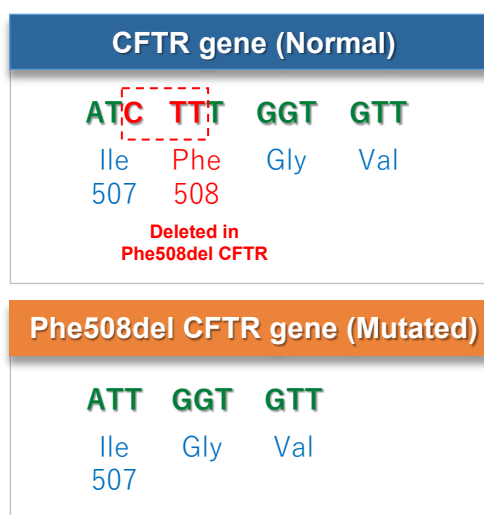 CFTR gene (Normal)
ATC TTT GGT GTT
Ile Phe Gly Val
507 508
Deleted in
Phe508del CFTR
Phe508del CFTR gene (Mutated)
ATT GGT GTT
Ile Gly Val
507